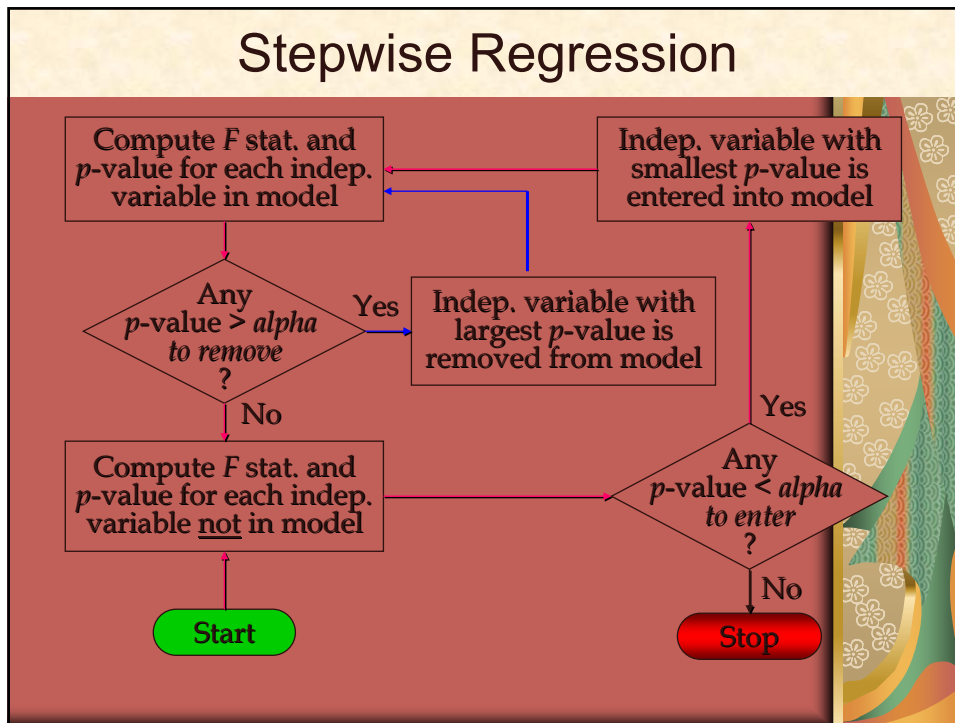 Stepwise Regression
Compute F stat. and
p-value for each indep.
variable in model
Indep. variable with
smallest p-value is
entered into model
Any
p-value > alpha
to remove
?
Yes
Indep. variable with
largest p-value is
removed from model
No
Compute F stat. and
p-value for each indep.
variable not in model
Yes
Any
p-value < alpha
to enter
?
No
Start
Stop